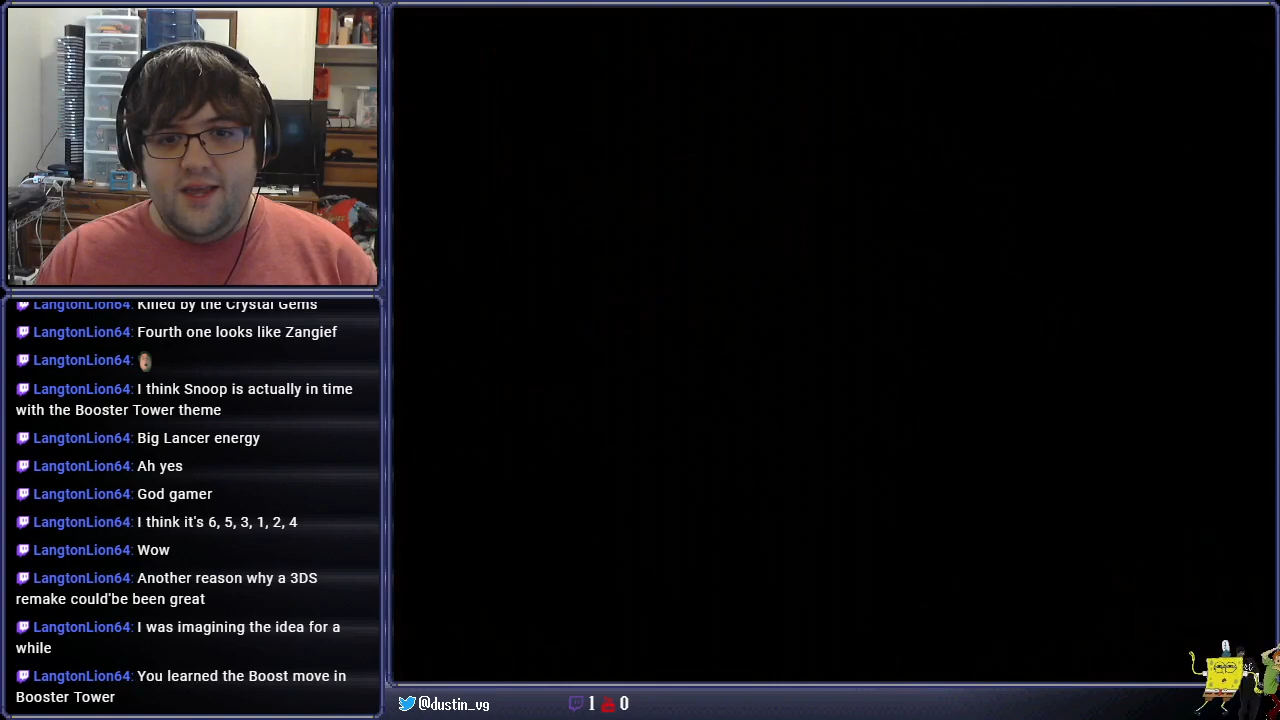 LangtonLion64: Killed by the Crystal Gems
LangtonLion64: Fourth one looks like Zangief
LangtonLion64:
LangtonLion64: I think Snoop is actually in time
with the Booster Tower theme
LangtonLion64: Big Lancer energy
LangtonLion64: Ah yes
LangtonLion64: God gamer
LangtonLion64: I think it's 6, 5, 3, 1, 2, 4
LangtonLion64: Wow
LangtonLion64: Another reason why a 3DS
remake could'be been great
LangtonLion64: I was imagining the idea for a
while
LangtonLion64: You learned the Boost move in
Booster Tower
@dustin_vg 1 0